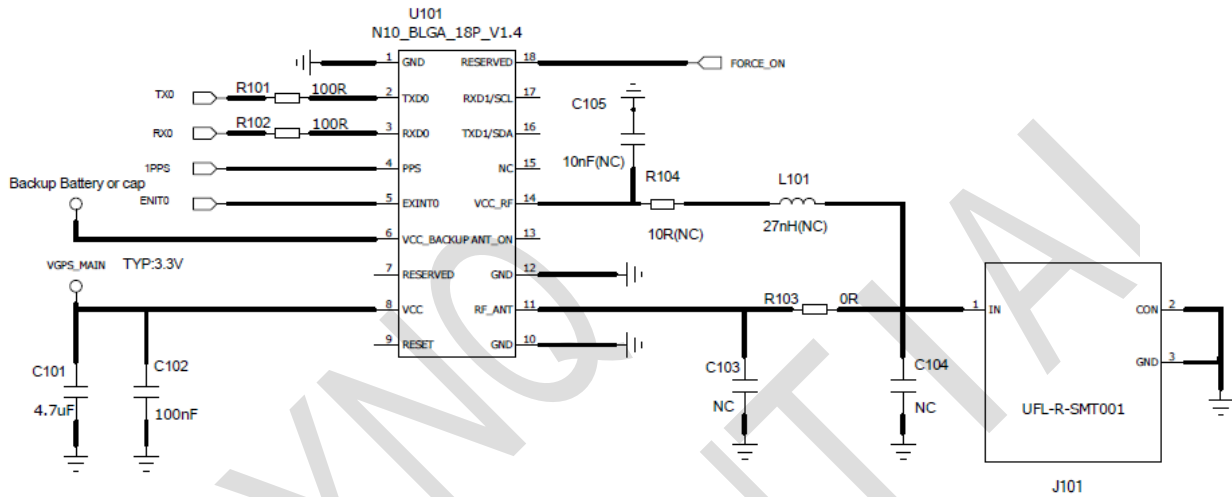 U101
N10_BLGA_18P_V1.4
1 GND RESERVED 18 FORCE_ON
TX0 R101 100R 2 TXD0 RXD1/SCL 17
C105
RX0 R102 100R 3 RXD0 TXD1/SDA 16
10nF(NC)
1PPS 4 PPS NC 15
Backup Battery or cap
R104 L101
ENIT0 5 EXINT0 VCC_RF 14
10R(NC) 27nH(NC)
6 VCC_BACKUP ANT_ON 13
VGPS_MAIN TYP:3.3V
7 RESERVED GND 12
8 VCC RF_ANT 11 R103 0R 1 IN CON 2
9 RESET GND 10
GND 3
C101 C102 C103 C104
4.7uF 100nF NC NC
UFL-R-SMT001
J101